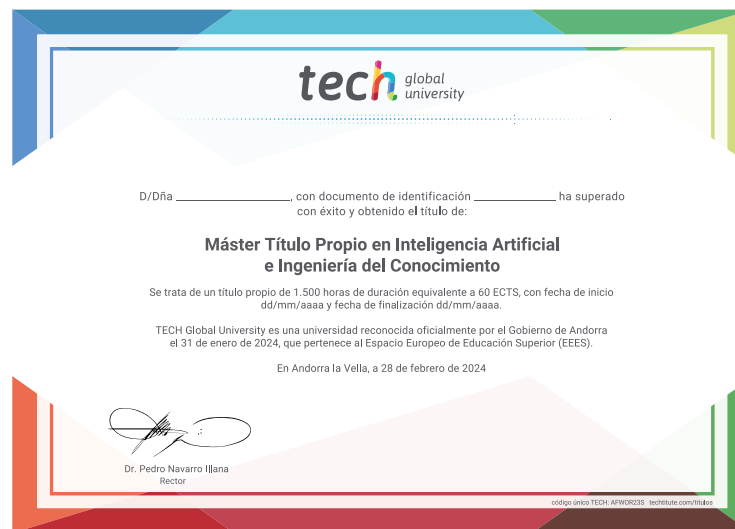 tech global university
D/Dña ________________, con documento de identificación ____________ ha superado
con éxito y obtenido el título de:
Máster Título Propio en Inteligencia Artificial
e Ingeniería del Conocimiento
Se trata de un título propio de 1.500 horas de duración equivalente a 60 ECTS, con fecha de inicio
dd/mm/aaaa y fecha de finalización dd/mm/aaaa.
TECH Global University es una universidad reconocida oficialmente por el Gobierno de Andorra
el 31 de enero de 2024, que pertenece al Espacio Europeo de Educación Superior (EEES).
En Andorra la Vella, a 28 de febrero de 2024
Dr. Pedro Navarro Illana
Rector
código único TECH: AFWOR23S techtitute.com/titulos